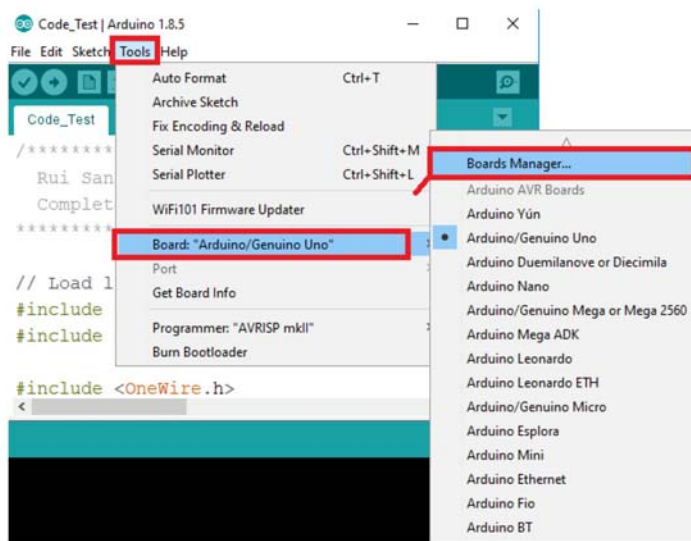 Code_Test | Arduino 1.8.5
File Edit Sketch Tools Help
Code_Test
Auto Format Ctrl+T
Archive Sketch
Fix Encoding & Reload
Serial Monitor Ctrl+Shift+M
Serial Plotter Ctrl+Shift+L
WiFi101 Firmware Updater
Board: "Arduino/Genuino Uno"
Port
Get Board Info
Programmer: "AVRISP mkII"
Burn Bootloader
/********
Rui San
Complet
*********
// Load l
#include
#include
#include <OneWire.h>
Boards Manager...
Arduino AVR Boards
Arduino Yún
Arduino/Genuino Uno
Arduino Duemilanove or Diecimila
Arduino Nano
Arduino/Genuino Mega or Mega 2560
Arduino Mega ADK
Arduino Leonardo
Arduino Leonardo ETH
Arduino/Genuino Micro
Arduino Esplora
Arduino Mini
Arduino Ethernet
Arduino Fio
Arduino BT